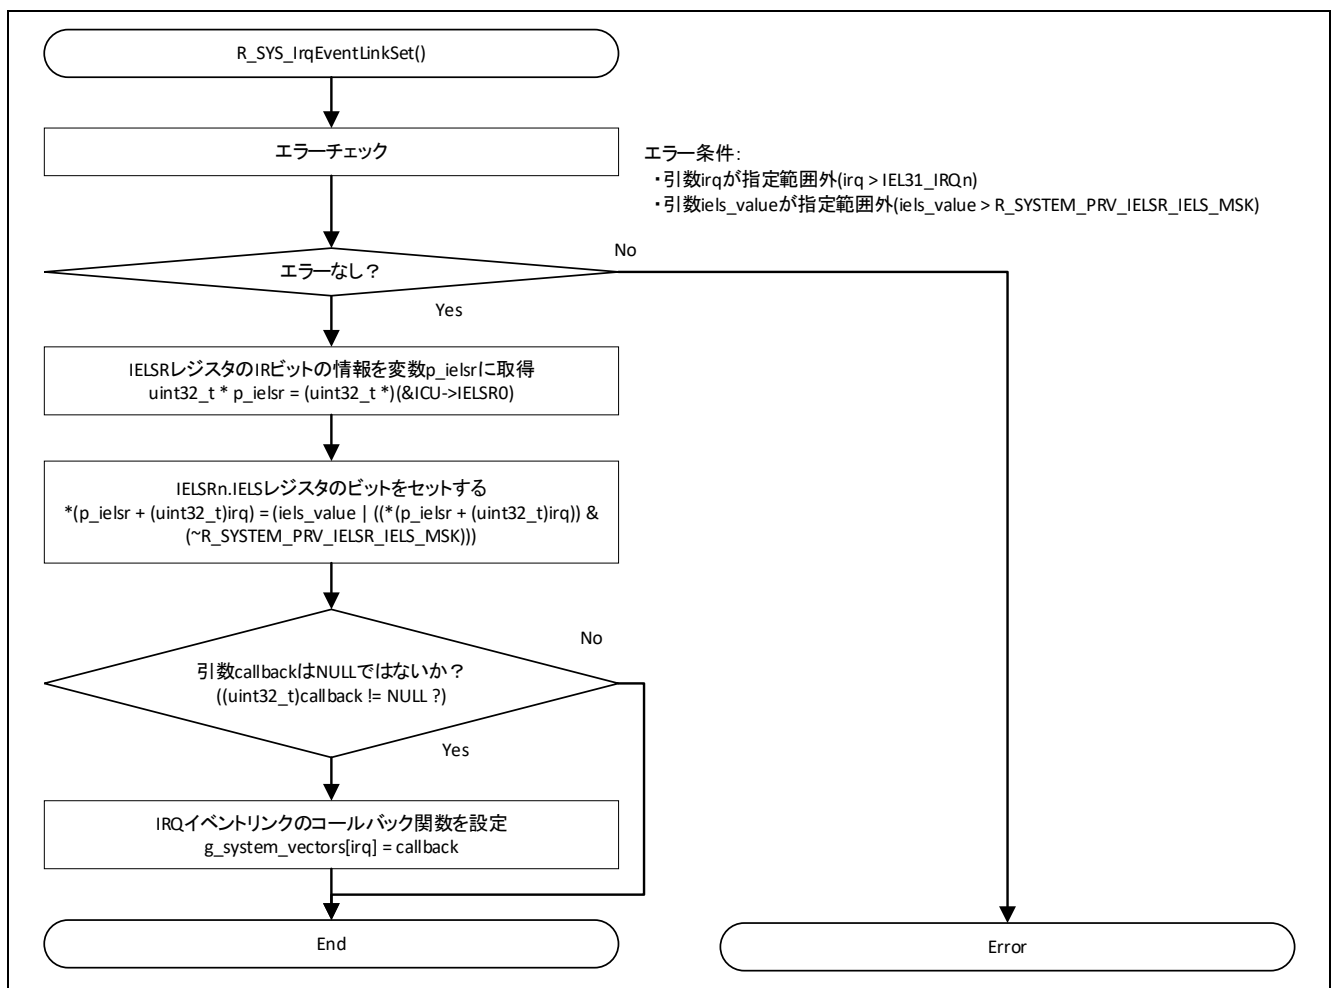 R_SYS_IrqEventLinkSet()
エラーチェック
エラー条件:
・引数irqが指定範囲外(irq > IEL31_IRQn)
・引数iels_valueが指定範囲外(iels_value > R_SYSTEM_PRV_IELSR_IELS_MSK)
エラーなし？
No
Yes
IELSRレジスタのIRビットの情報を変数p_ielsrに取得
uint32_t * p_ielsr = (uint32_t *)(&ICU->IELSR0)
IELSRn.IELSレジスタのビットをセットする
*(p_ielsr + (uint32_t)irq) = (iels_value | ((*(p_ielsr + (uint32_t)irq)) &
(~R_SYSTEM_PRV_IELSR_IELS_MSK)))
引数callbackはNULLではないか？
((uint32_t)callback != NULL ?)
No
Yes
IRQイベントリンクのコールバック関数を設定
g_system_vectors[irq] = callback
End
Error